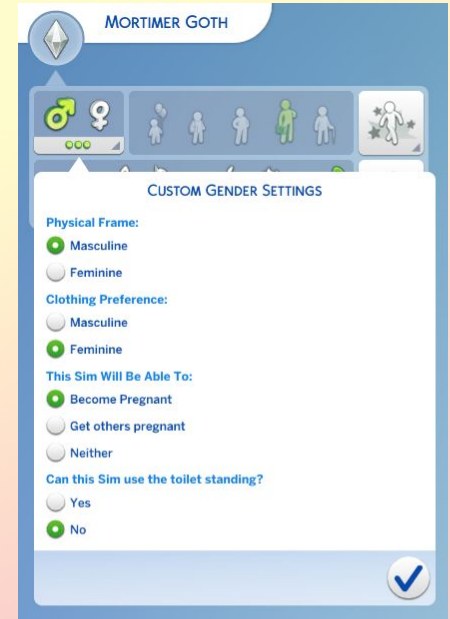 Mortimer Goth
Custom Gender Settings
Physical Frame:
Masculine
Feminine
Clothing Preference:
Masculine
Feminine
This Sim Will Be Able To:
Become Pregnant
Get others pregnant
Neither
Can this Sim use the toilet standing?
Yes
No